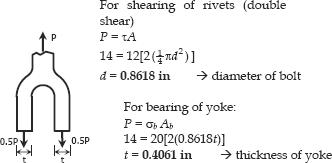 For shearing of rivets (double
shear)
P = τA
14 = 12[2(¼πd²)]
d = 0.8618 in → diameter of bolt
For bearing of yoke:
P = σb Ab
14 = 20[2(0.8618t)]
t = 0.4061 in → thickness of yoke
P
0.5P
0.5P
t
t